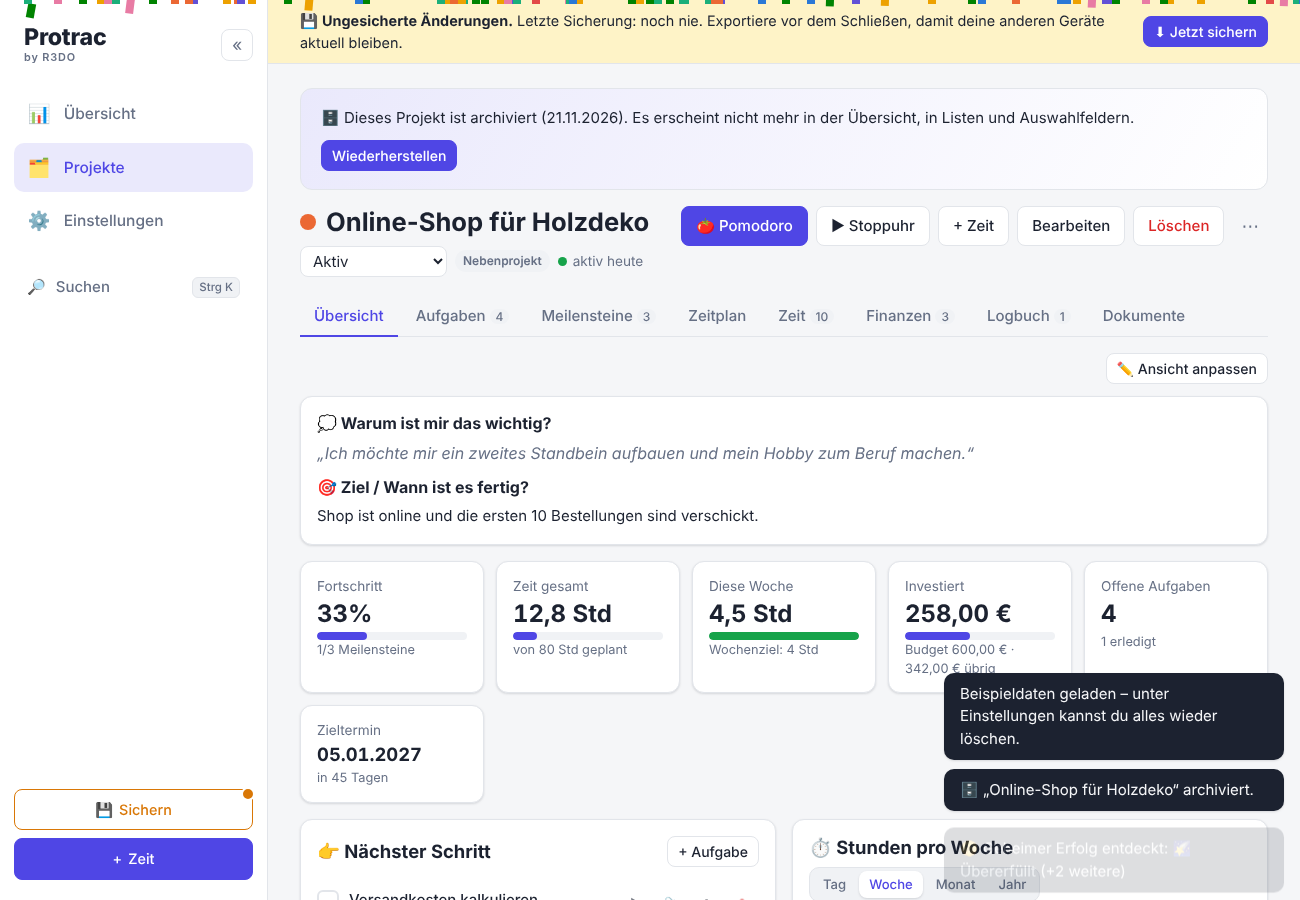 Protrac
by R3DO
«
📊 Übersicht
🗂️ Projekte
⚙️ Einstellungen
🔎 Suchen Strg K
💾 Sichern
+ Zeit
💾 Ungesicherte Änderungen. Letzte Sicherung: noch nie. Exportiere vor dem Schließen, damit deine anderen Geräte
aktuell bleiben.
⬇ Jetzt sichern
🗄️ Dieses Projekt ist archiviert (21.11.2026). Es erscheint nicht mehr in der Übersicht, in Listen und Auswahlfeldern.
Wiederherstellen
Online-Shop für Holzdeko
🍅 Pomodoro ▶ Stoppuhr + Zeit Bearbeiten Löschen ⋯
Aktiv Nebenprojekt aktiv heute
Übersicht Aufgaben 4 Meilensteine 3 Zeitplan Zeit 10 Finanzen 3 Logbuch 1 Dokumente
✏️ Ansicht anpassen
💭 Warum ist mir das wichtig?
„Ich möchte mir ein zweites Standbein aufbauen und mein Hobby zum Beruf machen.“
🎯 Ziel / Wann ist es fertig?
Shop ist online und die ersten 10 Bestellungen sind verschickt.
Fortschritt
33%
1/3 Meilensteine
Zeit gesamt
12,8 Std
von 80 Std geplant
Diese Woche
4,5 Std
Wochenziel: 4 Std
Investiert
258,00 €
Budget 600,00 € ·
342,00 € übrig
Offene Aufgaben
4
1 erledigt
Zieltermin
05.01.2027
in 45 Tagen
Beispieldaten geladen – unter
Einstellungen kannst du alles wieder
löschen.
🗄️ „Online-Shop für Holzdeko“ archiviert.
👉 Nächster Schritt
+ Aufgabe
Versandkosten kalkulieren
⏱️ Stunden pro Woche
Tag Woche Monat Jahr
Erfolg entdeckt:
Übererfüllt (+2 weitere)